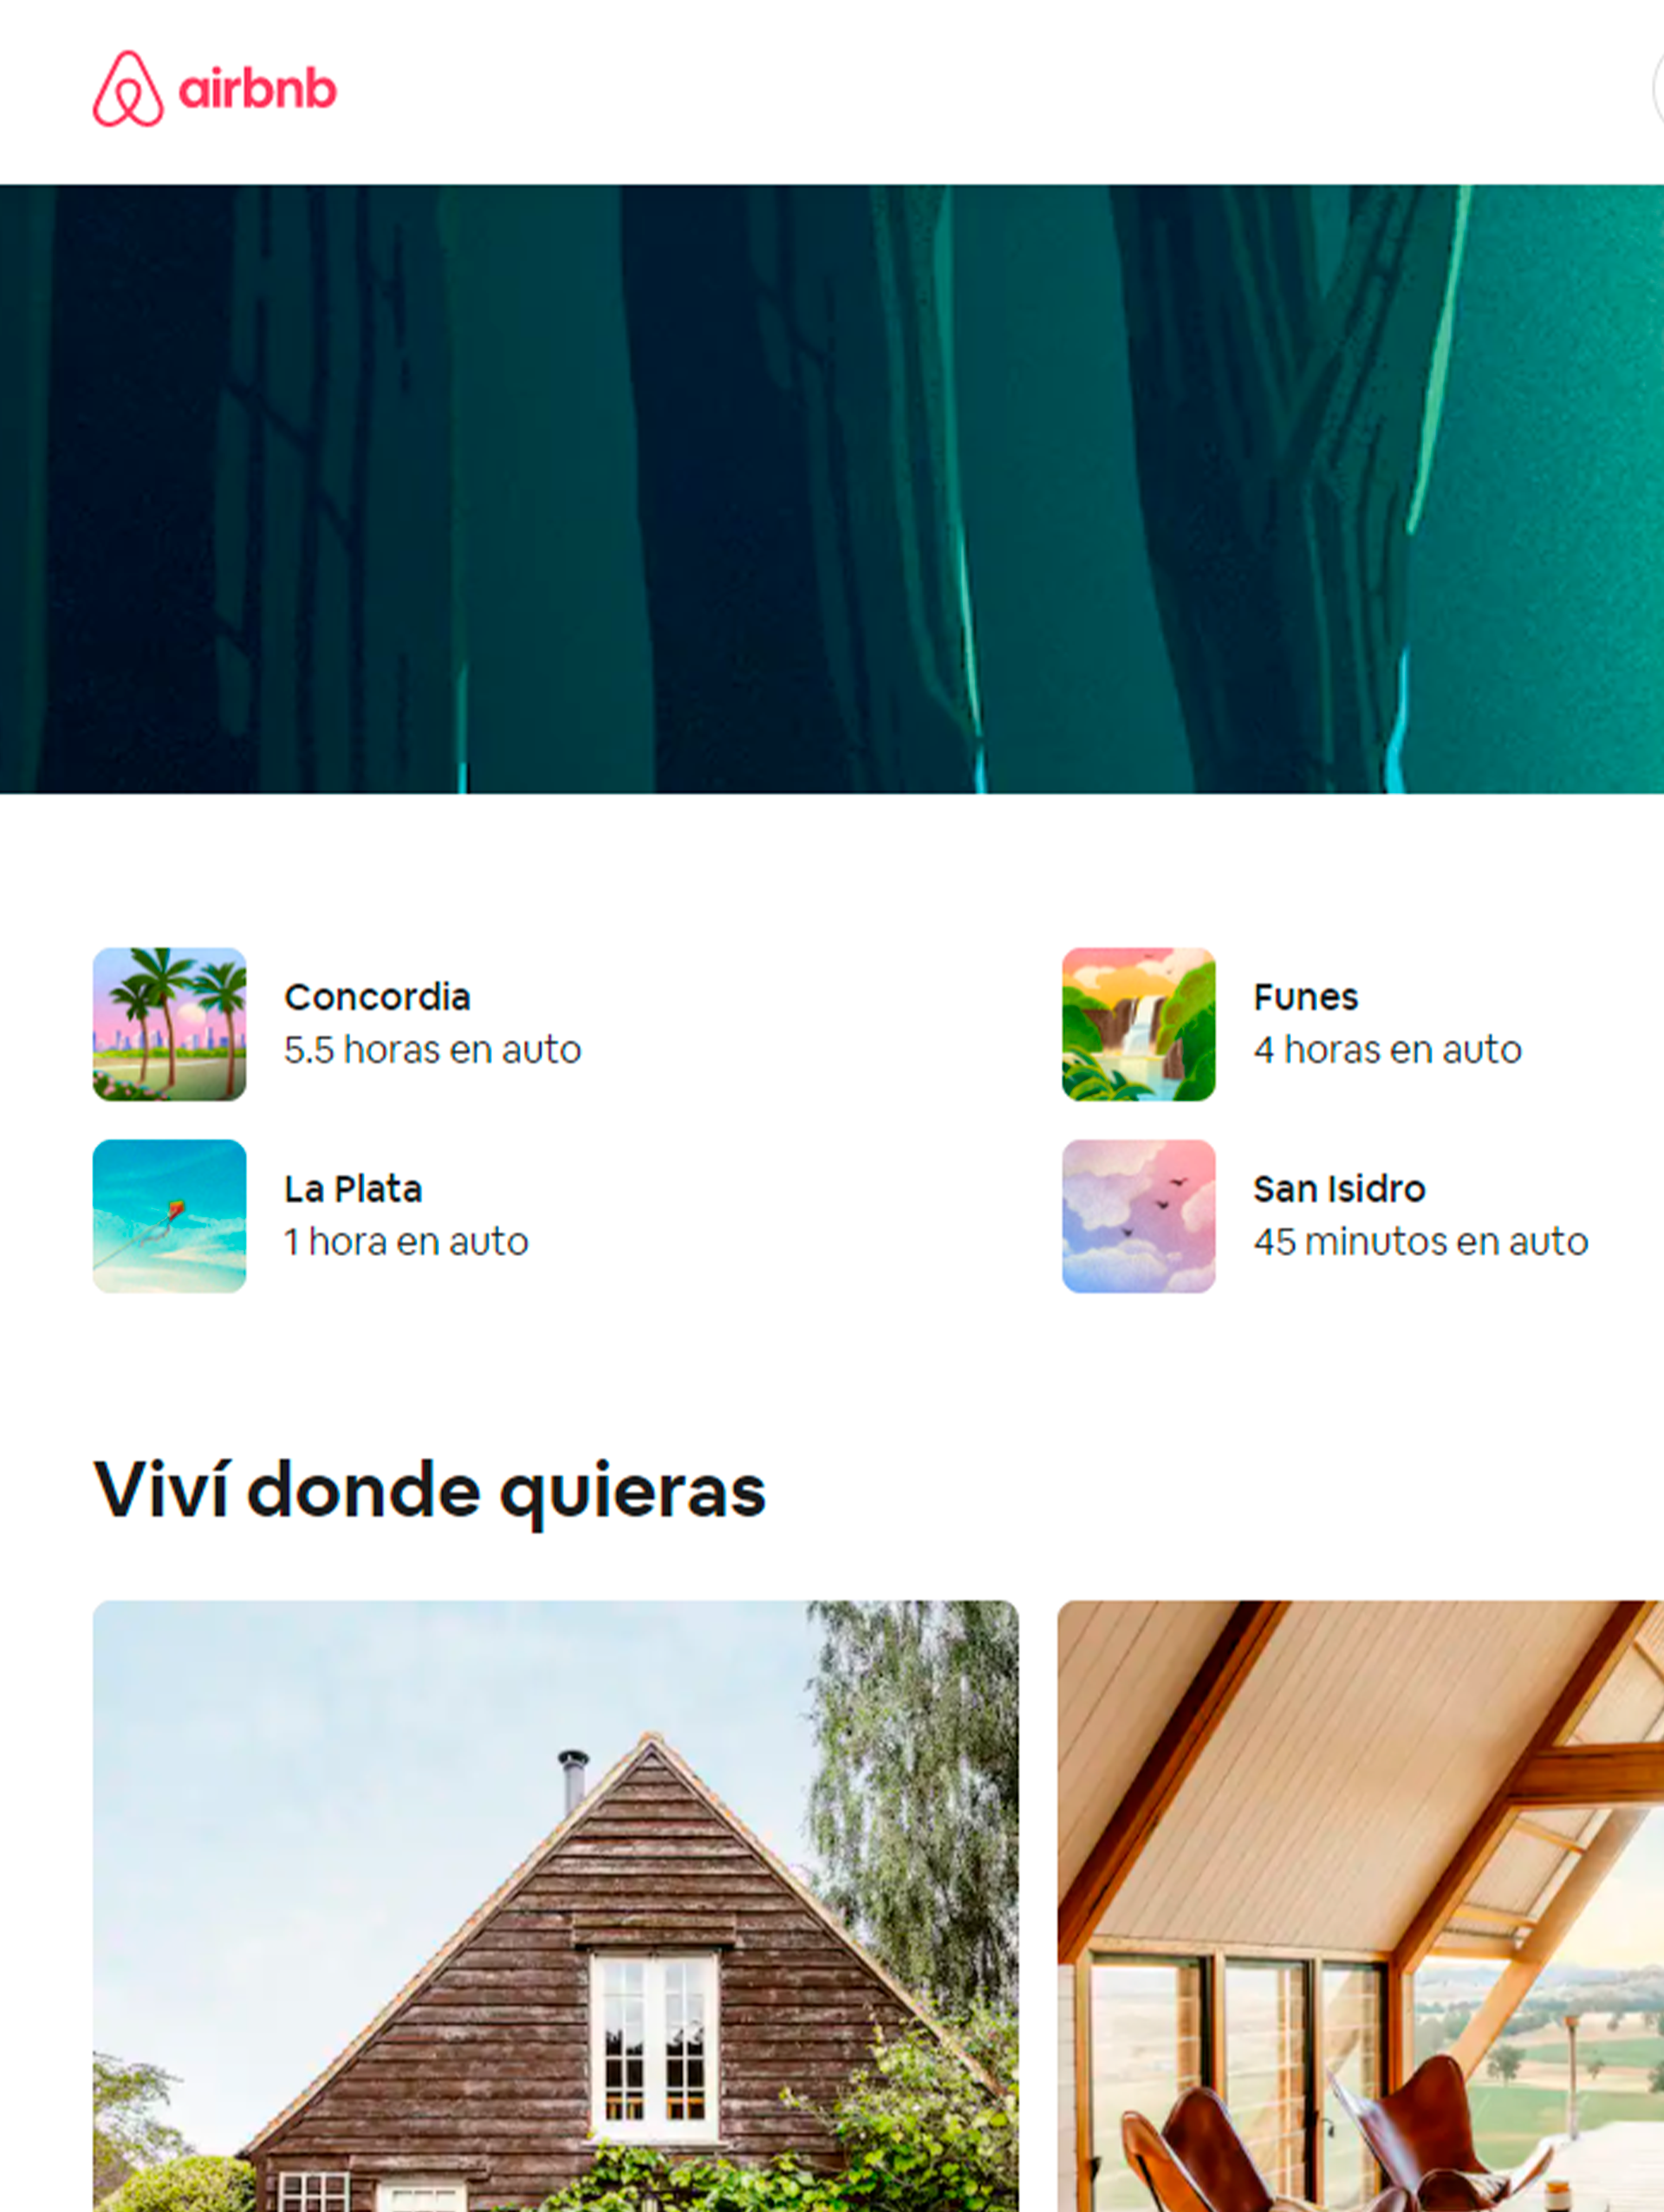 airbnb
Concordia
5.5 horas en auto
Funes
4 horas en auto
La Plata
1 hora en auto
San Isidro
45 minutos en auto
Viví donde quieras